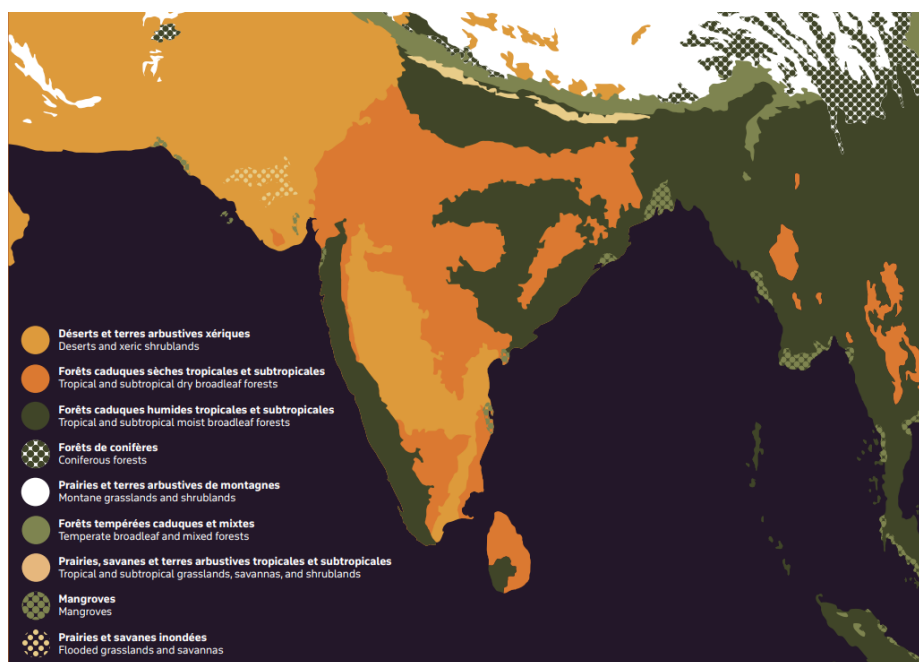 Déserts et terres arbustives xériques
Deserts and xeric shrublands
Forêts caduques sèches tropicales et subtropicales
Tropical and subtropical dry broadleaf forests
Forêts caduques humides tropicales et subtropicales
Tropical and subtropical moist broadleaf forests
Forêts de conifères
Coniferous forests
Prairies et terres arbustives de montagnes
Montane grasslands and shrublands
Forêts tempérées caduques et mixtes
Temperate broadleaf and mixed forests
Prairies, savanes et terres arbustives tropicales et subtropicales
Tropical and subtropical grasslands, savannas, and shrublands
Mangroves
Mangroves
Prairies et savanes inondées
Flooded grasslands and savannas